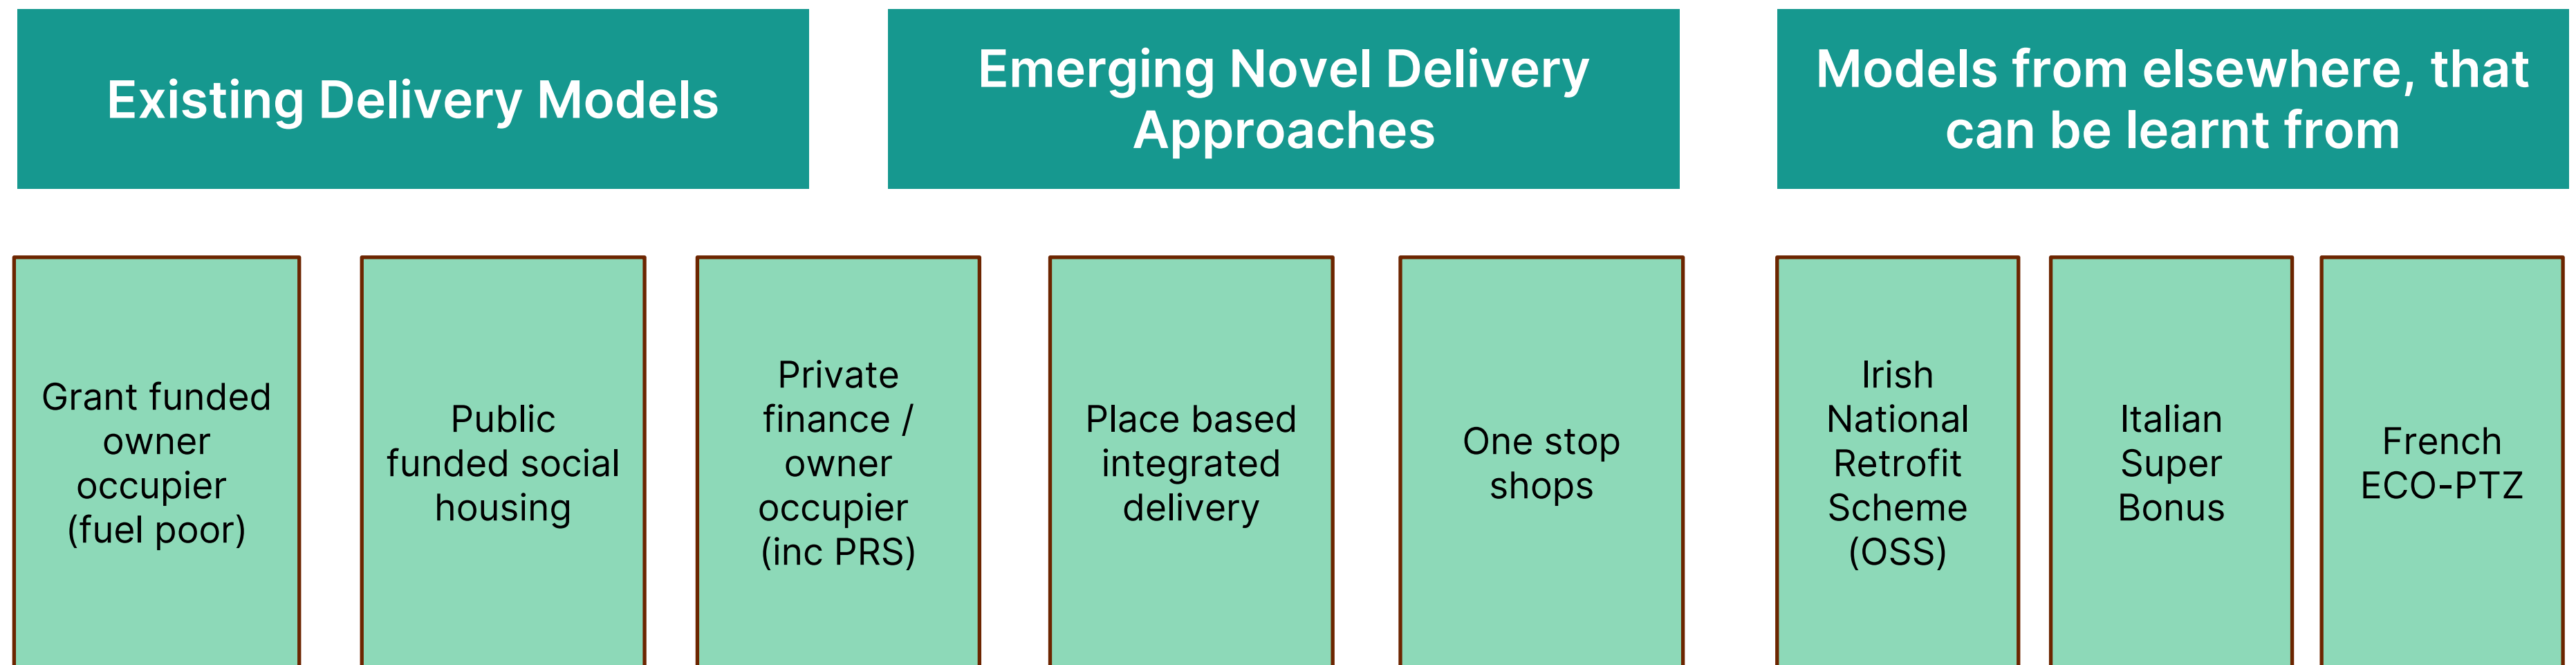 Existing Delivery Models
Emerging Novel Delivery
Approaches
Models from elsewhere, that
can be learnt from
Grant funded
owner
occupier
(fuel poor)
Public
funded social
housing
Private
finance /
owner
occupier
(inc PRS)
Place based
integrated
delivery
One stop
shops
Irish
National
Retrofit
Scheme
(OSS)
Italian
Super
Bonus
French
ECO-PTZ